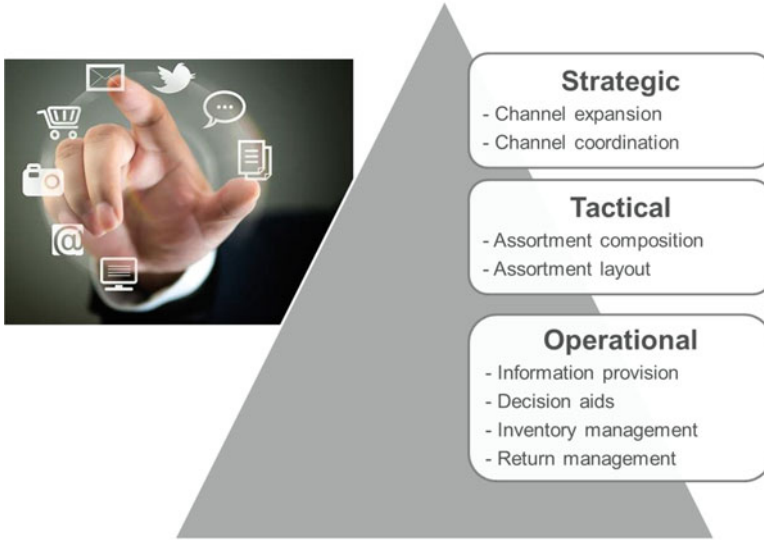 Strategic
- Channel expansion
- Channel coordination
Tactical
- Assortment composition
- Assortment layout
Operational
- Information provision
- Decision aids
- Inventory management
- Return management
@